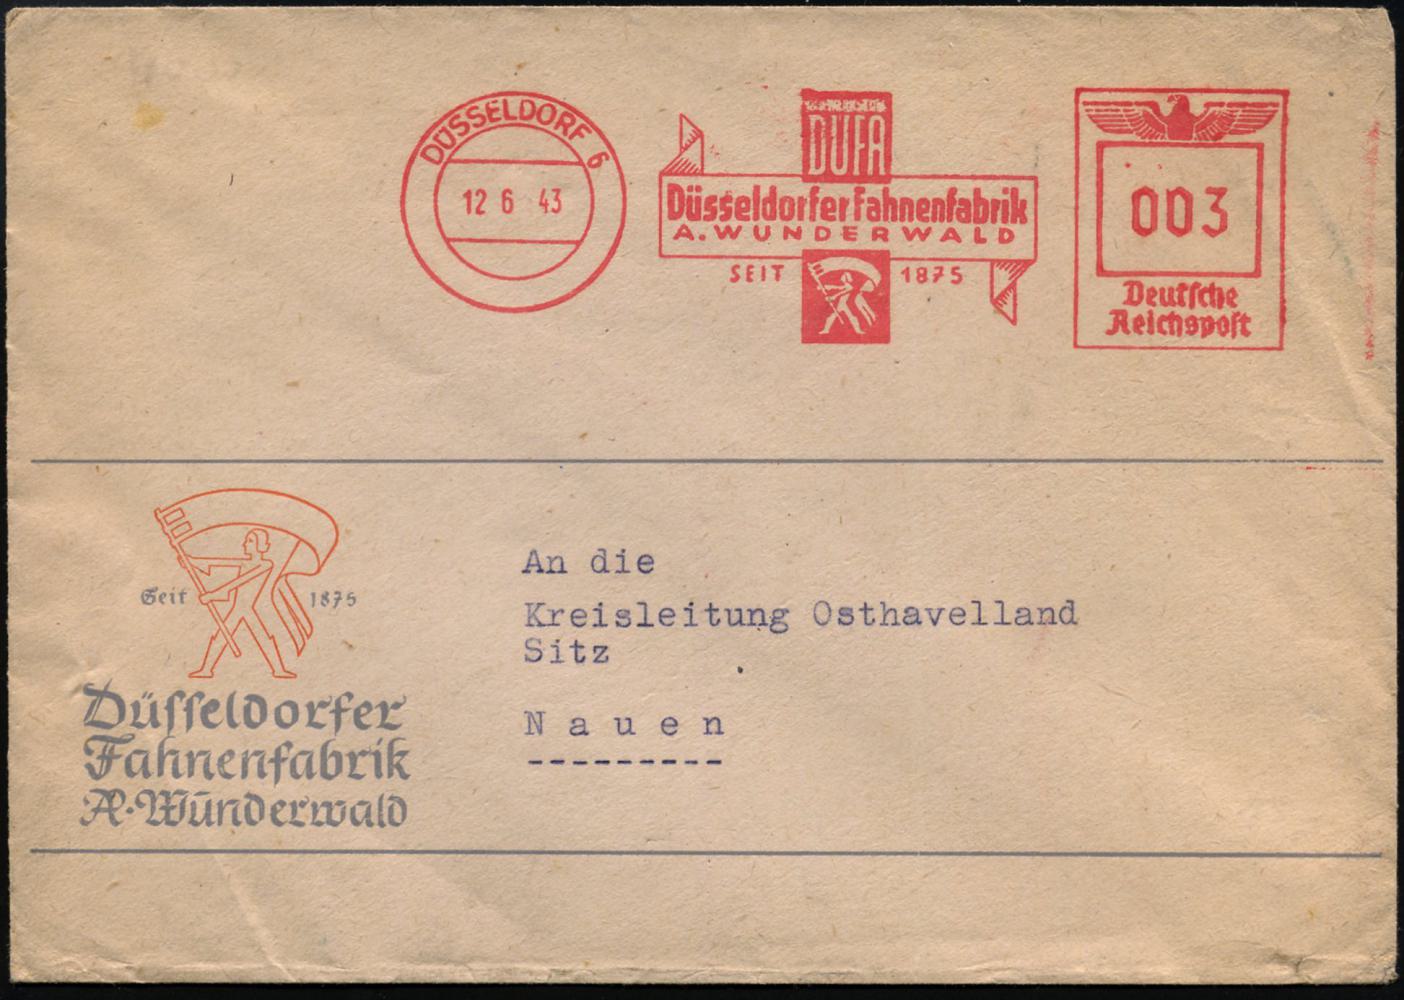 DÜSSELDORF 6
12 6 43
DÜFA
Düsseldorfer Fahnenfabrik
A. WUNDERWALD
SEIT 1875
003
Deutsche
Reichspost
Seit 1875
Düsseldorfer
Fahnenfabrik
A. Wunderwald
An die
Kreisleitung Osthavelland
Sitz
N a u e n
---------